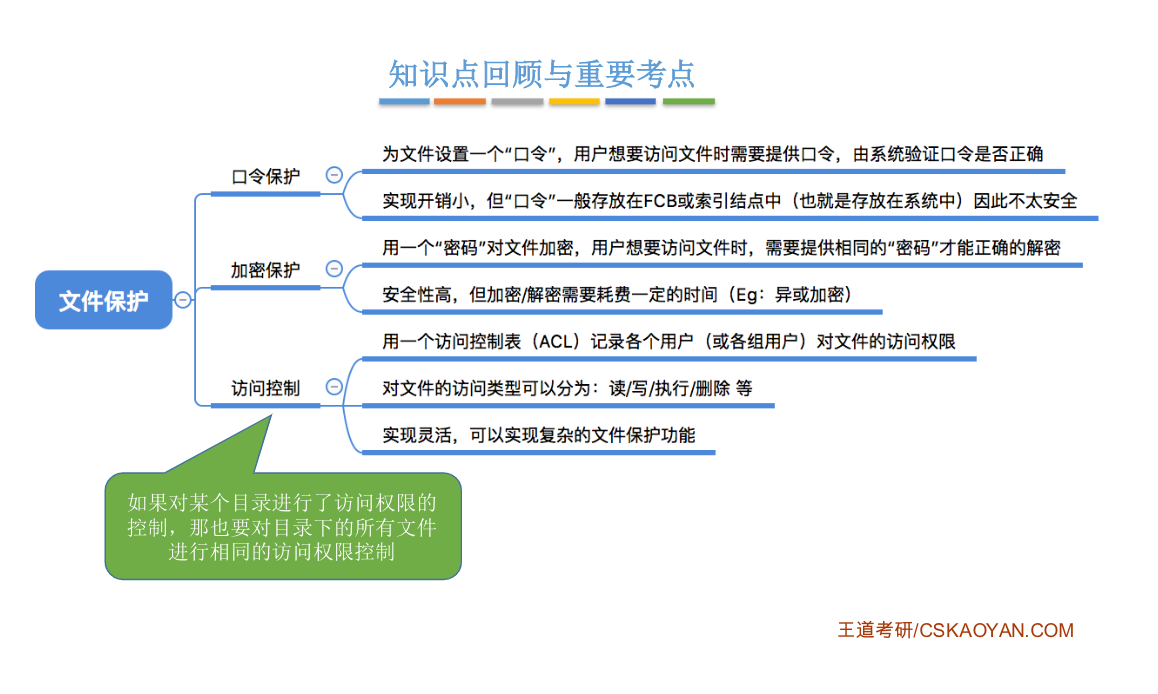 知识点回顾与重要考点
文件保护
口令保护
为文件设置一个“口令”，用户想要访问文件时需要提供口令，由系统验证口令是否正确
实现开销小，但“口令”一般存放在FCB或索引结点中（也就是存放在系统中）因此不太安全
加密保护
用一个“密码”对文件加密，用户想要访问文件时，需要提供相同的“密码”才能正确的解密
安全性高，但加密/解密需要耗费一定的时间（Eg：异或加密）
访问控制
用一个访问控制表（ACL）记录各个用户（或各组用户）对文件的访问权限
对文件的访问类型可以分为：读/写/执行/删除 等
实现灵活，可以实现复杂的文件保护功能
如果对某个目录进行了访问权限的
控制，那也要对目录下的所有文件
进行相同的访问权限控制
王道考研/CSKAOYAN.COM